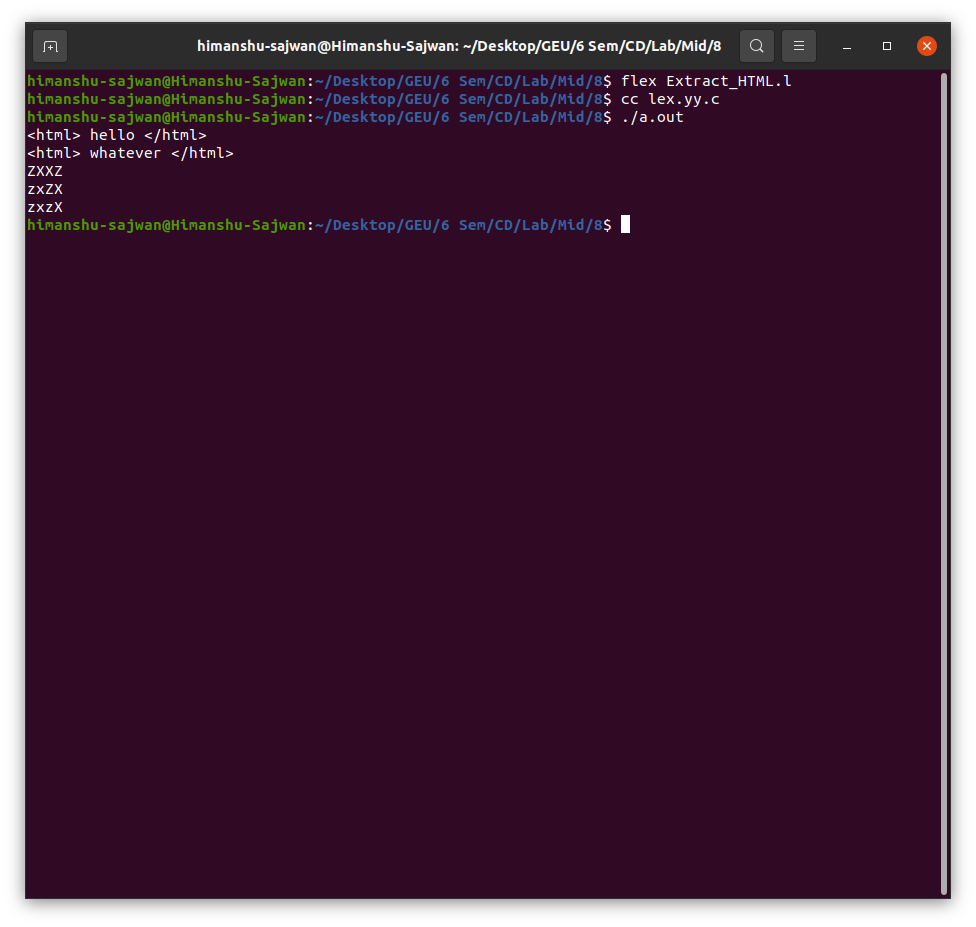 himanshu-sajwan@Himanshu-Sajwan: ~/Desktop/GEU/6 Sem/CD/Lab/Mid/8
himanshu-sajwan@Himanshu-Sajwan:~/Desktop/GEU/6 Sem/CD/Lab/Mid/8$ flex Extract_HTML.l
himanshu-sajwan@Himanshu-Sajwan:~/Desktop/GEU/6 Sem/CD/Lab/Mid/8$ cc lex.yy.c
himanshu-sajwan@Himanshu-Sajwan:~/Desktop/GEU/6 Sem/CD/Lab/Mid/8$ ./a.out
<html> hello </html>
<html> whatever </html>
ZXXZ
zxZX
zxzX
himanshu-sajwan@Himanshu-Sajwan:~/Desktop/GEU/6 Sem/CD/Lab/Mid/8$